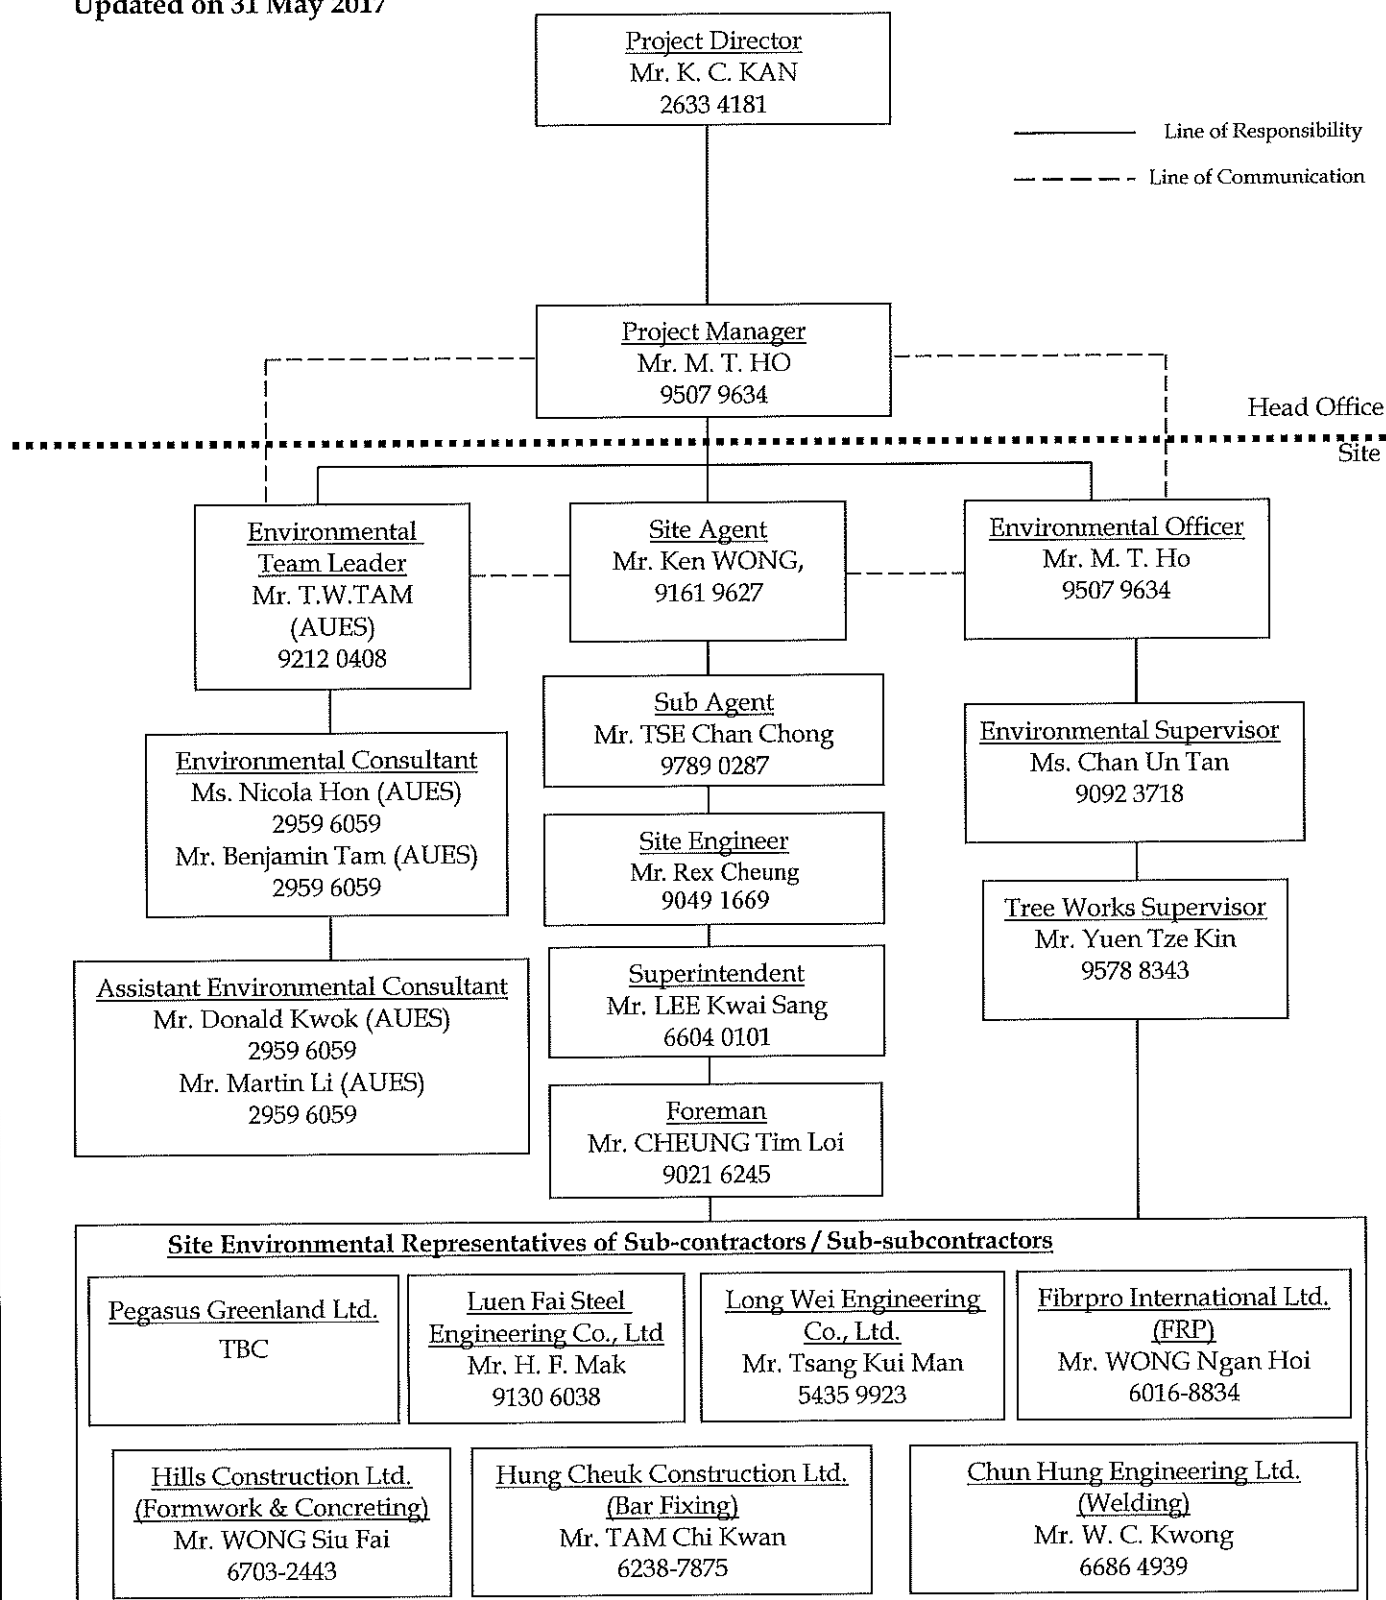 Updated on 31 May 2017
Project Director
Mr. K. C. KAN
2633 4181
Line of Responsibility
Line of Communication
Project Manager
Mr. M. T. HO
9507 9634
Head Office
Site
Environmental
Team Leader
Mr. T.W.TAM
(AUES)
9212 0408
Site Agent
Mr. Ken WONG,
9161 9627
Environmental Officer
Mr. M. T. Ho
9507 9634
Environmental Consultant
Ms. Nicola Hon (AUES)
2959 6059
Mr. Benjamin Tam (AUES)
2959 6059
Sub Agent
Mr. TSE Chan Chong
9789 0287
Environmental Supervisor
Ms. Chan Un Tan
9092 3718
Site Engineer
Mr. Rex Cheung
9049 1669
Tree Works Supervisor
Mr. Yuen Tze Kin
9578 8343
Assistant Environmental Consultant
Mr. Donald Kwok (AUES)
2959 6059
Mr. Martin Li (AUES)
2959 6059
Superintendent
Mr. LEE Kwai Sang
6604 0101
Foreman
Mr. CHEUNG Tim Loi
9021 6245
Site Environmental Representatives of Sub-contractors / Sub-subcontractors
Pegasus Greenland Ltd.
TBC
Luen Fai Steel
Engineering Co., Ltd
Mr. H. F. Mak
9130 6038
Long Wei Engineering
Co., Ltd.
Mr. Tsang Kui Man
5435 9923
Fibrpro International Ltd.
(FRP)
Mr. WONG Ngan Hoi
6016-8834
Hills Construction Ltd.
(Formwork & Concreting)
Mr. WONG Siu Fai
6703-2443
Hung Cheuk Construction Ltd.
(Bar Fixing)
Mr. TAM Chi Kwan
6238-7875
Chun Hung Engineering Ltd.
(Welding)
Mr. W. C. Kwong
6686 4939